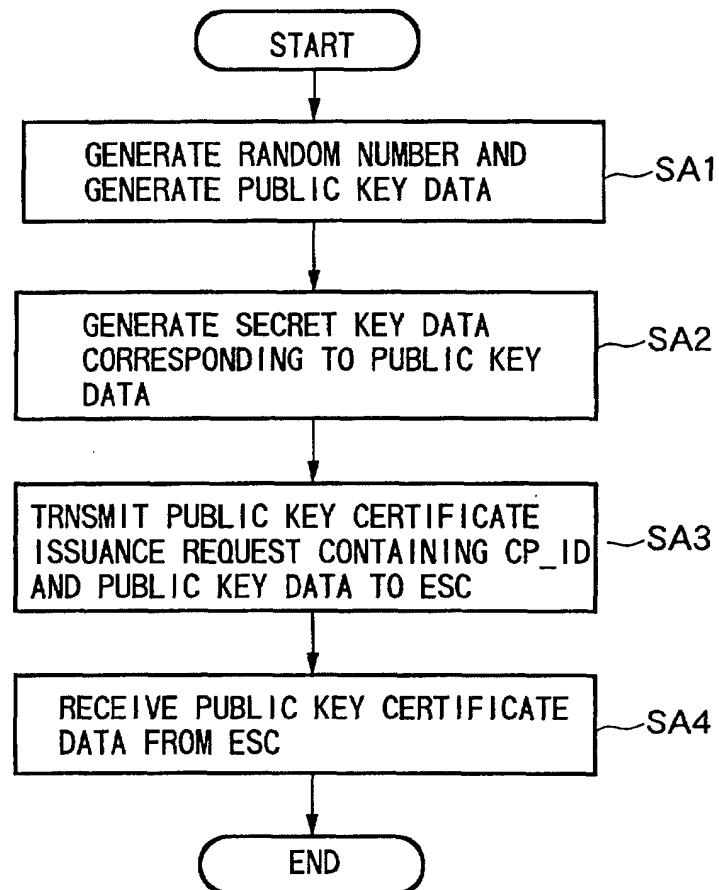 START
GENERATE RANDOM NUMBER AND
GENERATE PUBLIC KEY DATA
SA1
GENERATE SECRET KEY DATA
CORRESPONDING TO PUBLIC KEY
DATA
SA2
TRNSMIT PUBLIC KEY CERTIFICATE
ISSUANCE REQUEST CONTAINING CP_ID
AND PUBLIC KEY DATA TO ESC
SA3
RECEIVE PUBLIC KEY CERTIFICATE
DATA FROM ESC
SA4
END